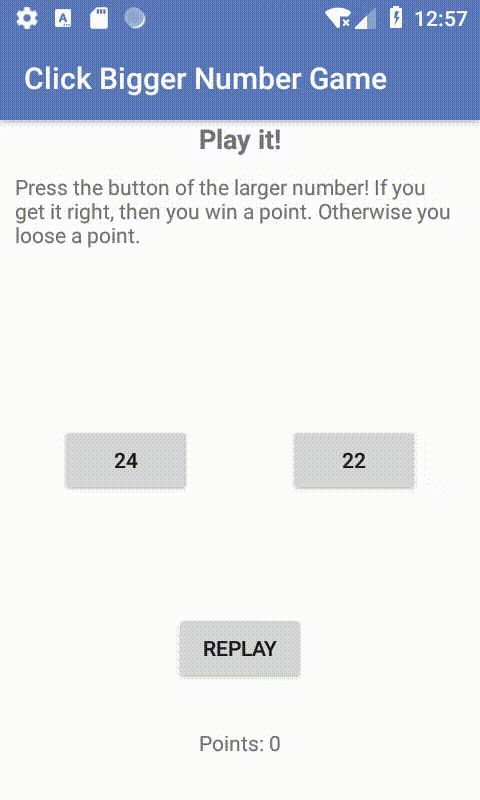 12:57
Click Bigger Number Game
Play it!
Press the button of the larger number! If you
get it right, then you win a point. Otherwise you
loose a point.
24 22
REPLAY
Points: 0